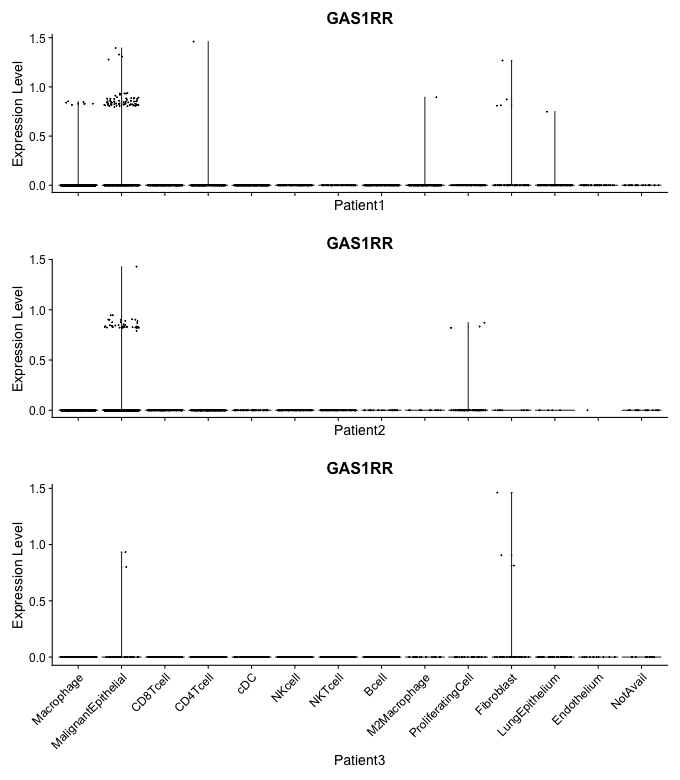 GAS1RR
Expression Level
1.5
1.0
0.5
0.0
Patient1
GAS1RR
Expression Level
1.5
1.0
0.5
0.0
Patient2
GAS1RR
Expression Level
1.5
1.0
0.5
0.0
Macrophage
MalignantEpithelial
CD8Tcell
CD4Tcell
cDC
NKcell
NKTcell
Bcell
M2Macrophage
ProliferatingCell
Fibroblast
LungEpithelium
Endothelium
NotAvail
Patient3